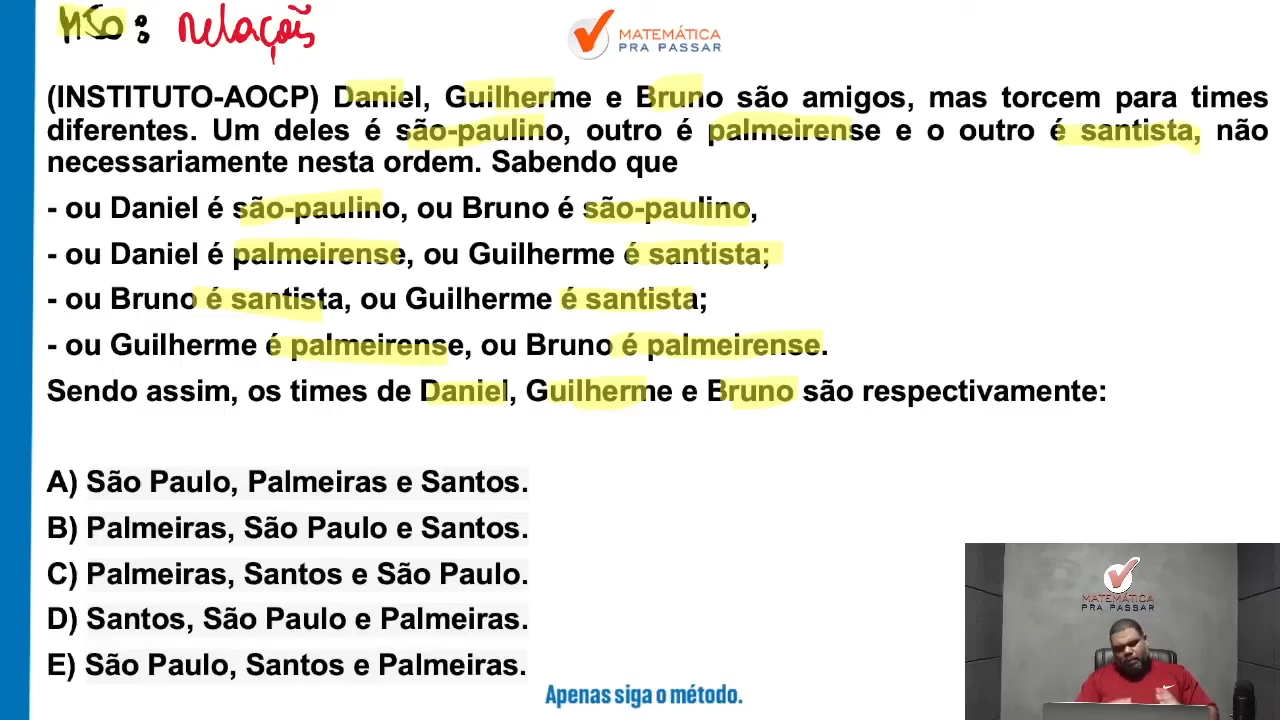 MSO: relações
MATEMÁTICA
PRA PASSAR
(INSTITUTO-AOCP) Daniel, Guilherme e Bruno são amigos, mas torcem para times
diferentes. Um deles é são-paulino, outro é palmeirense e o outro é santista, não
necessariamente nesta ordem. Sabendo que
- ou Daniel é são-paulino, ou Bruno é são-paulino,
- ou Daniel é palmeirense, ou Guilherme é santista;
- ou Bruno é santista, ou Guilherme é santista;
- ou Guilherme é palmeirense, ou Bruno é palmeirense.
Sendo assim, os times de Daniel, Guilherme e Bruno são respectivamente:
A) São Paulo, Palmeiras e Santos.
B) Palmeiras, São Paulo e Santos.
C) Palmeiras, Santos e São Paulo.
D) Santos, São Paulo e Palmeiras.
E) São Paulo, Santos e Palmeiras.
MATEMÁTICA
PRA PASSAR
Apenas siga o método.